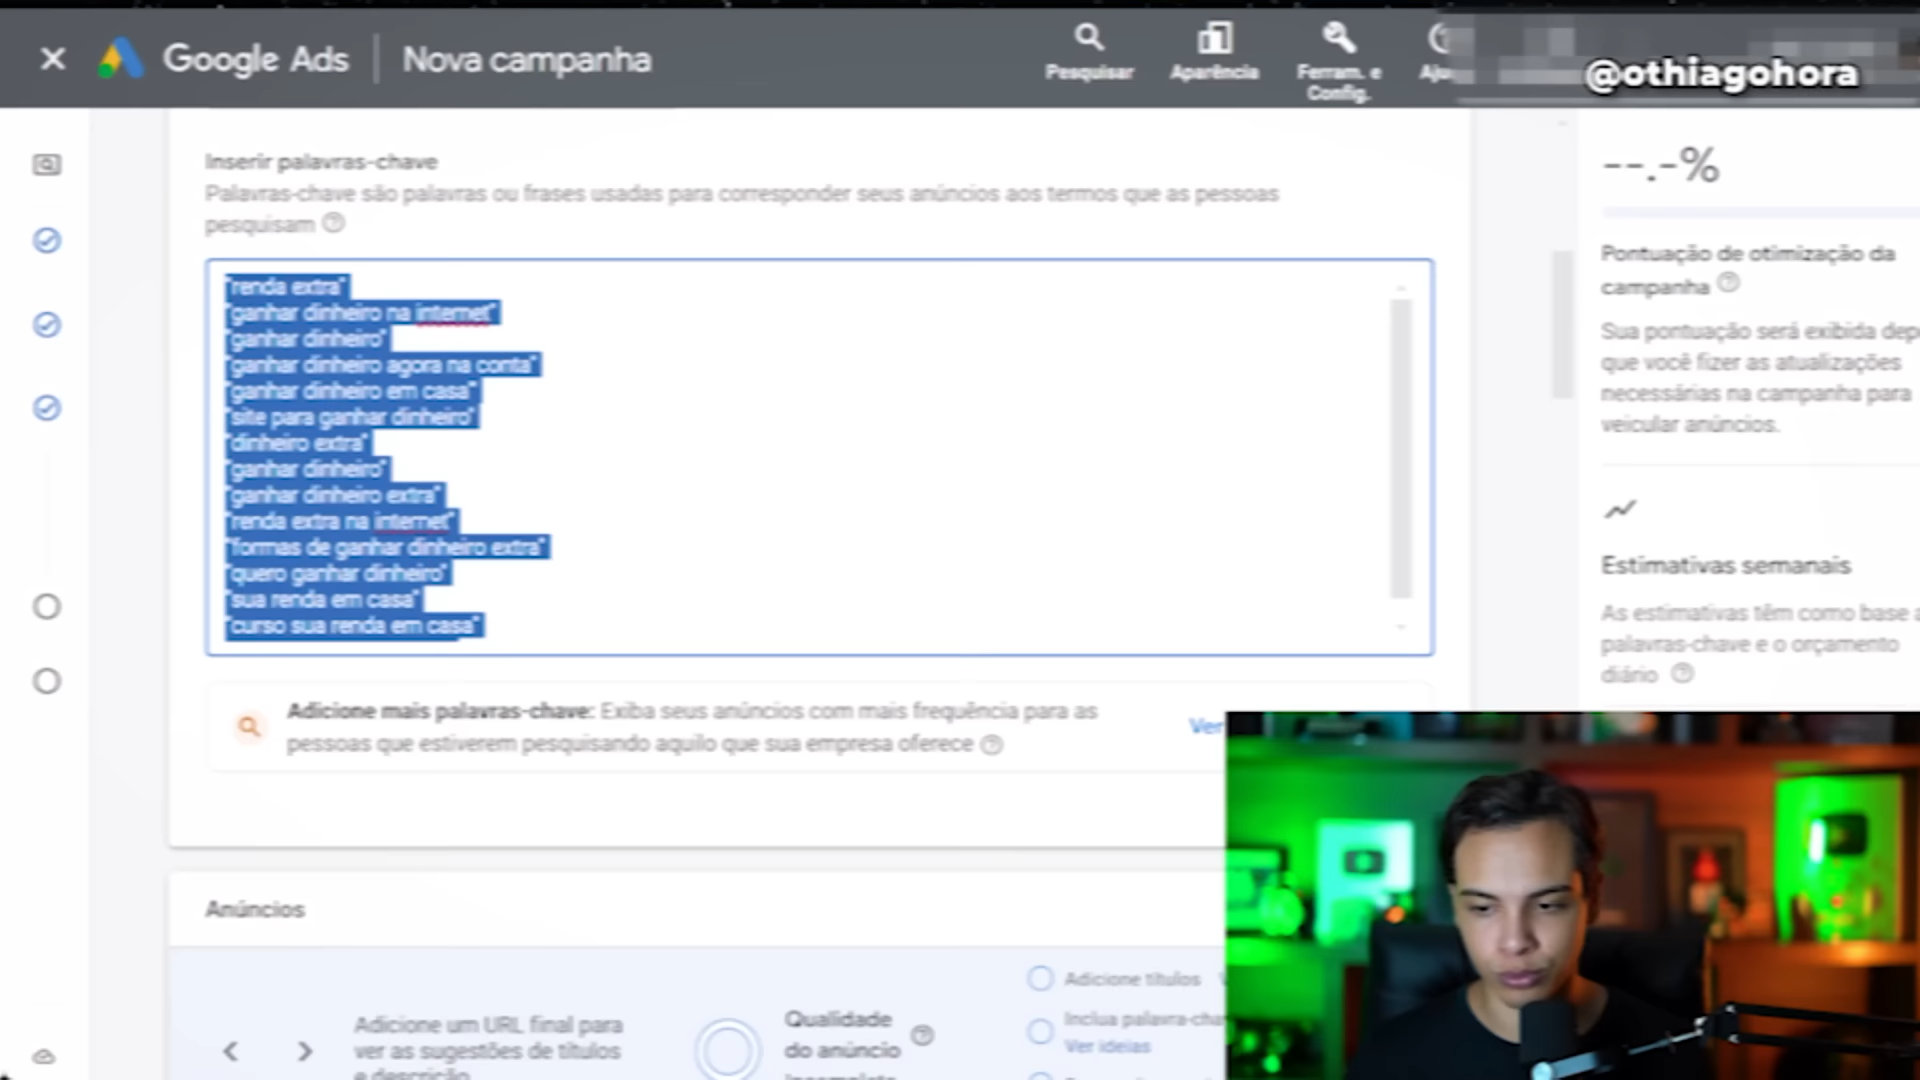 Google Ads | Nova campanha
Pesquisar
Aparência
Ferram. e
Config.
@othiagohora
Inserir palavras-chave
Palavras-chave são palavras ou frases usadas para corresponder seus anúncios aos termos que as pessoas
pesquisam
"renda extra"
"ganhar dinheiro na internet"
"ganhar dinheiro"
"ganhar dinheiro agora na conta"
"ganhar dinheiro em casa"
"site para ganhar dinheiro"
"dinheiro extra"
"ganhar dinheiro"
"ganhar dinheiro extra"
"renda extra na internet"
"formas de ganhar dinheiro extra"
"quero ganhar dinheiro"
"sua renda em casa"
"curso sua renda em casa"
Adicione mais palavras-chave: Exiba seus anúncios com mais frequência para as
pessoas que estiverem pesquisando aquilo que sua empresa oferece
Ver
Anúncios
Adicione um URL final para
ver as sugestões de títulos
e descrição
Qualidade
do anúncio
Adicione títulos
Inclua
Ver ideias
--.-%
Pontuação de otimização da
campanha
Sua pontuação será exibida
que você fizer as atualizações
necessárias na campanha para
veicular anúncios.
Estimativas semanais
As estimativas têm como base
palavras-chave e o orçamento
diário